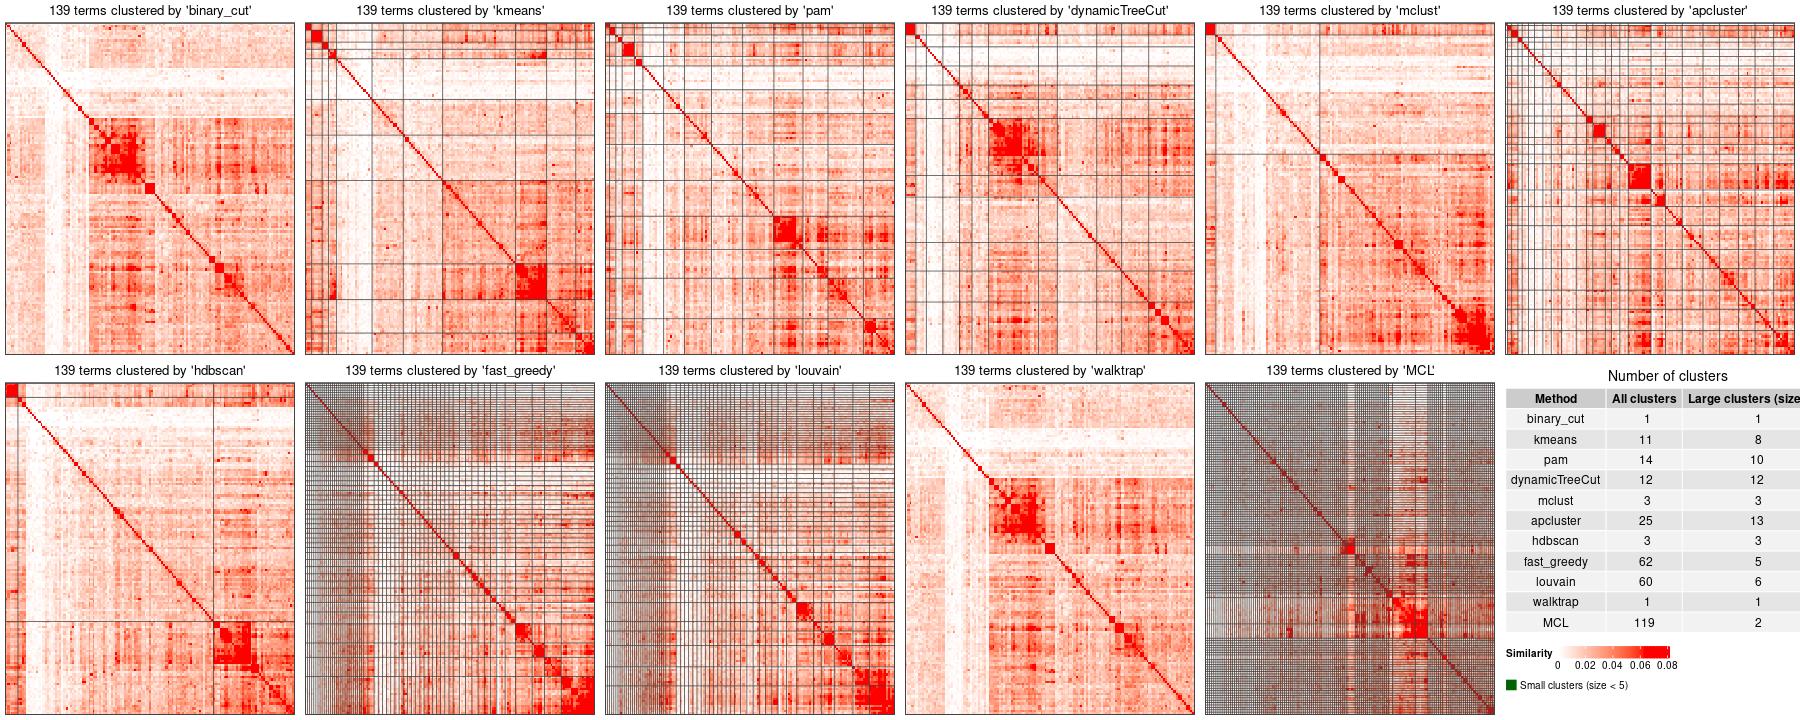 139 terms clustered by 'binary_cut'
139 terms clustered by 'kmeans'
139 terms clustered by 'pam'
139 terms clustered by 'dynamicTreeCut'
139 terms clustered by 'mclust'
139 terms clustered by 'apcluster'
139 terms clustered by 'hdbscan'
139 terms clustered by 'fast_greedy'
139 terms clustered by 'louvain'
139 terms clustered by 'walktrap'
139 terms clustered by 'MCL'
Number of clusters
Method All clusters Large clusters (size
binary_cut 1 1
kmeans 11 8
pam 14 10
dynamicTreeCut 12 12
mclust 3 3
apcluster 25 13
hdbscan 3 3
fast_greedy 62 5
louvain 60 6
walktrap 1 1
MCL 119 2
Similarity
0 0.02 0.04 0.06 0.08
Small clusters (size < 5)